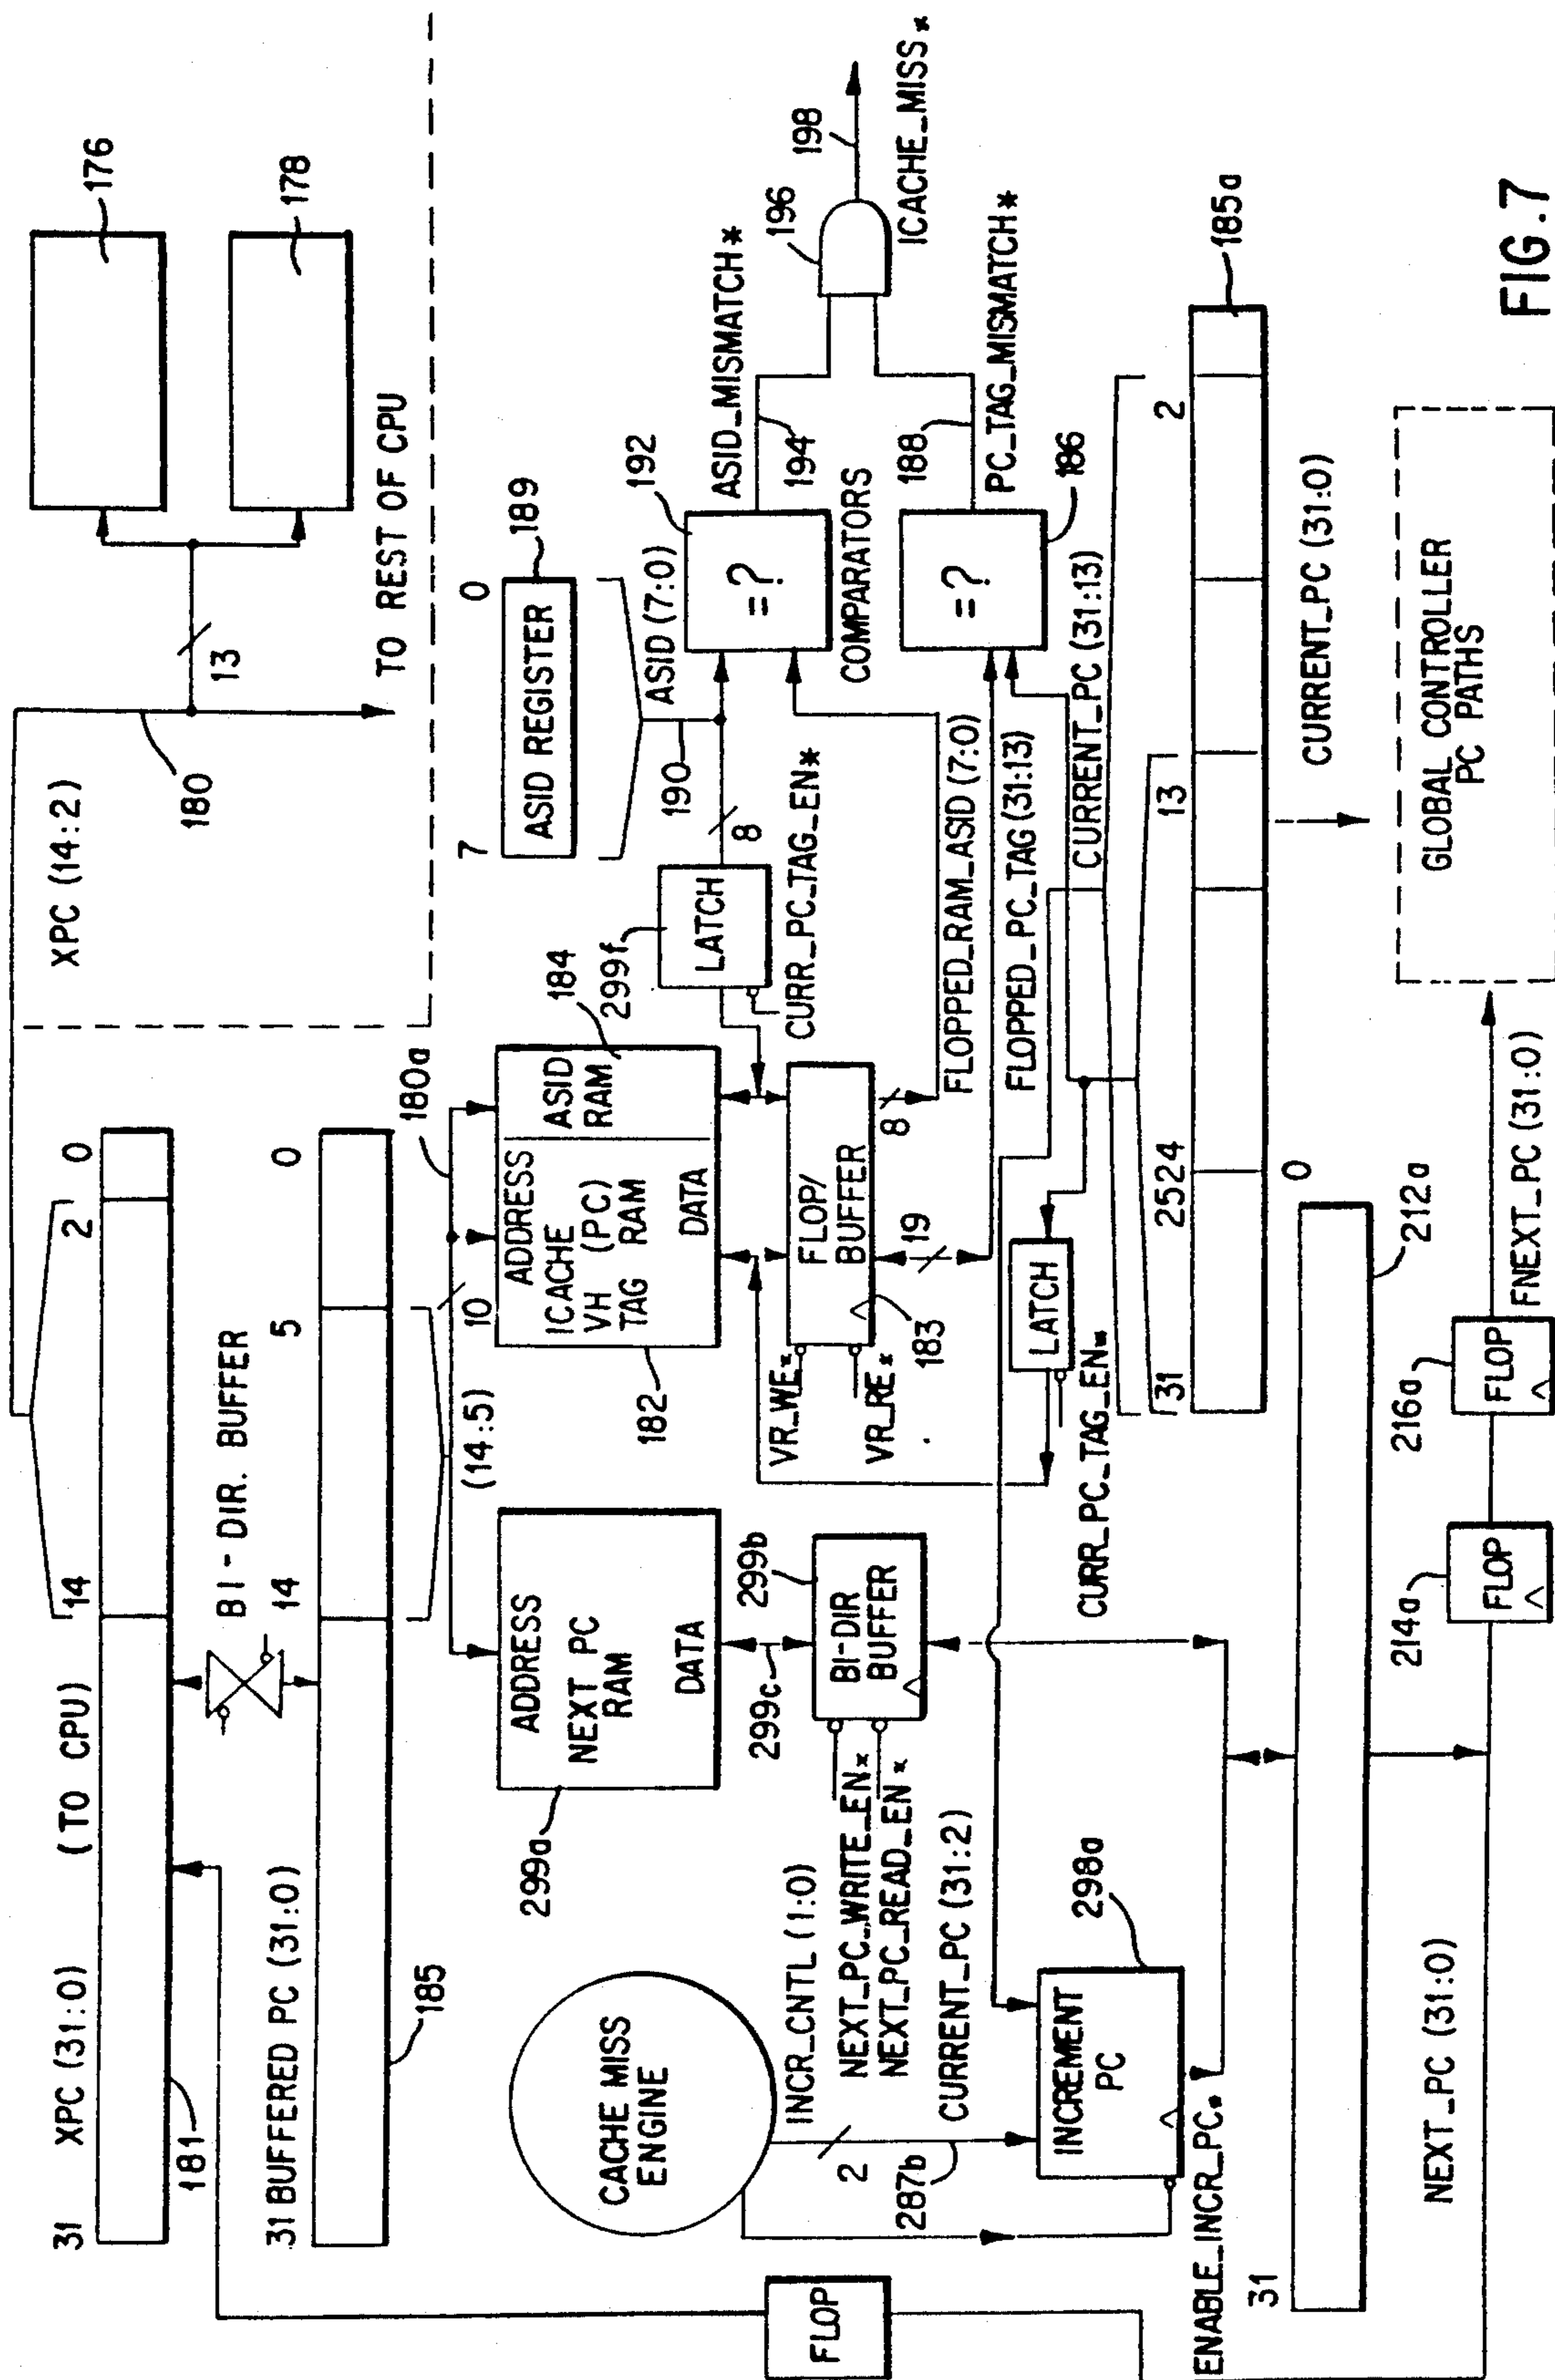 31 XPC (31:0) (TO CPU) 14 2 0
181
XPC (14:2)
180
13
176
178
TO REST OF CPU
BI-DIR. BUFFER
31 BUFFERED PC (31:0) 14 5 0
185
(14:5)
10
180a
ADDRESS
NEXT PC
RAM
DATA
299a
ADDRESS
ICACHE
VH (PC)
TAG RAM
DATA
ASID
RAM
182
184
299f
LATCH
CURR_PC_TAG_EN*
8
7 0
ASID REGISTER
189
190
ASID (7:0)
192
=?
ASID_MISMATCH*
194
COMPARATORS
=?
186
188
PC_TAG_MISMATCH*
196
198
ICACHE_MISS*
CACHE MISS
ENGINE
INCR_CNTL (1:0)
2
287b
299c
299b
BI-DIR
BUFFER
NEXT_PC_WRITE_EN*
NEXT_PC_READ_EN*
CURRENT_PC (31:2)
VR_WE*
VR_RE*
FLOP/
BUFFER
183
8
19
FLOPPED_RAM_ASID (7:0)
FLOPPED_PC_TAG (31:13)
CURRENT_PC (31:13)
LATCH
CURR_PC_TAG_EN*
298a
INCREMENT
PC
ENABLE_INCR_PC*
31 2524 13 2
185a
CURRENT_PC (31:0)
31 0
212a
FLOP
NEXT_PC (31:0)
214a
FLOP
216a
FLOP
FNEXT_PC (31:0)
GLOBAL CONTROLLER
PC PATHS
FIG.7